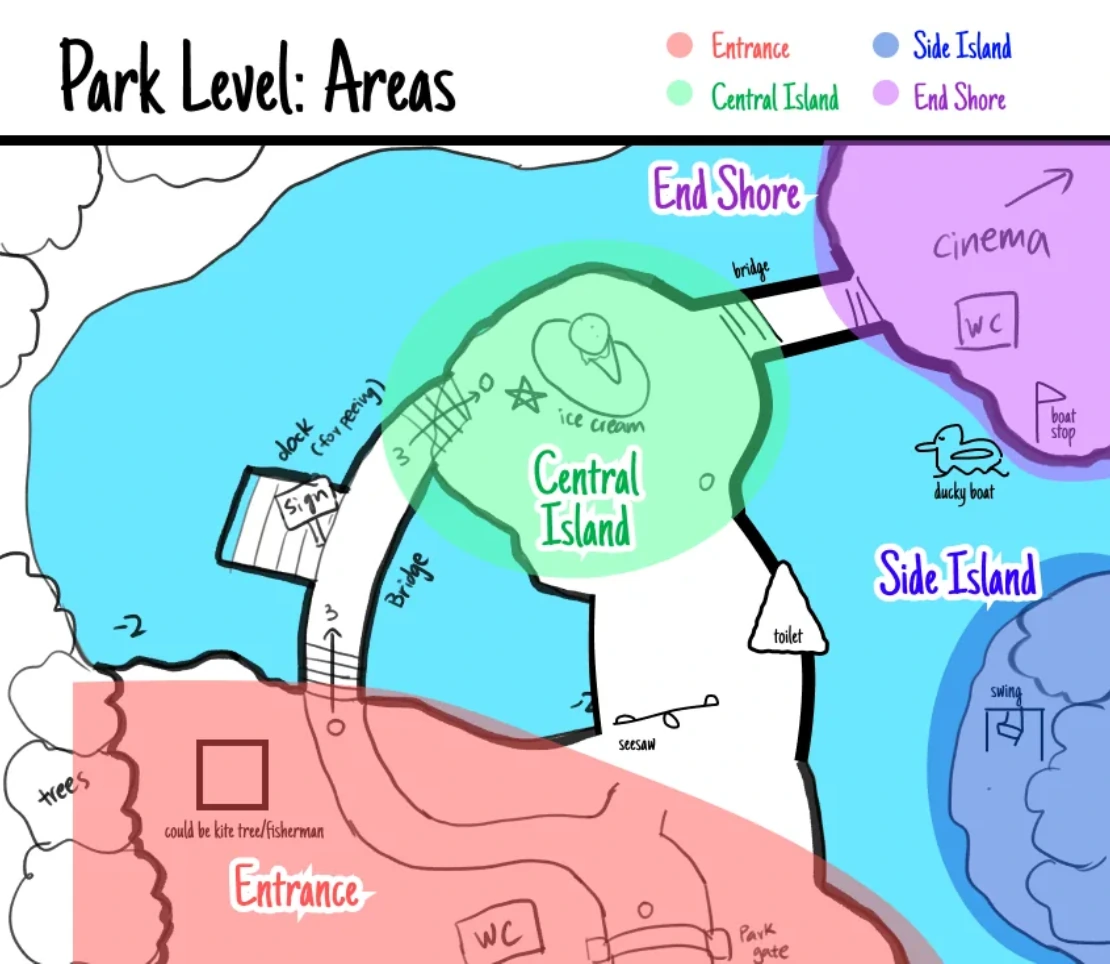 Park Level: Areas
Entrance
Side Island
Central Island
End Shore
End Shore
cinema
bridge
WC
ice cream
3
0
boat
stop
dock
(for peeing)
sign
Central
Island
ducky boat
Bridge
Side Island
3
-2
toilet
-2
swing
seesaw
trees
could be kite tree/fisherman
Entrance
WC
Park
gate